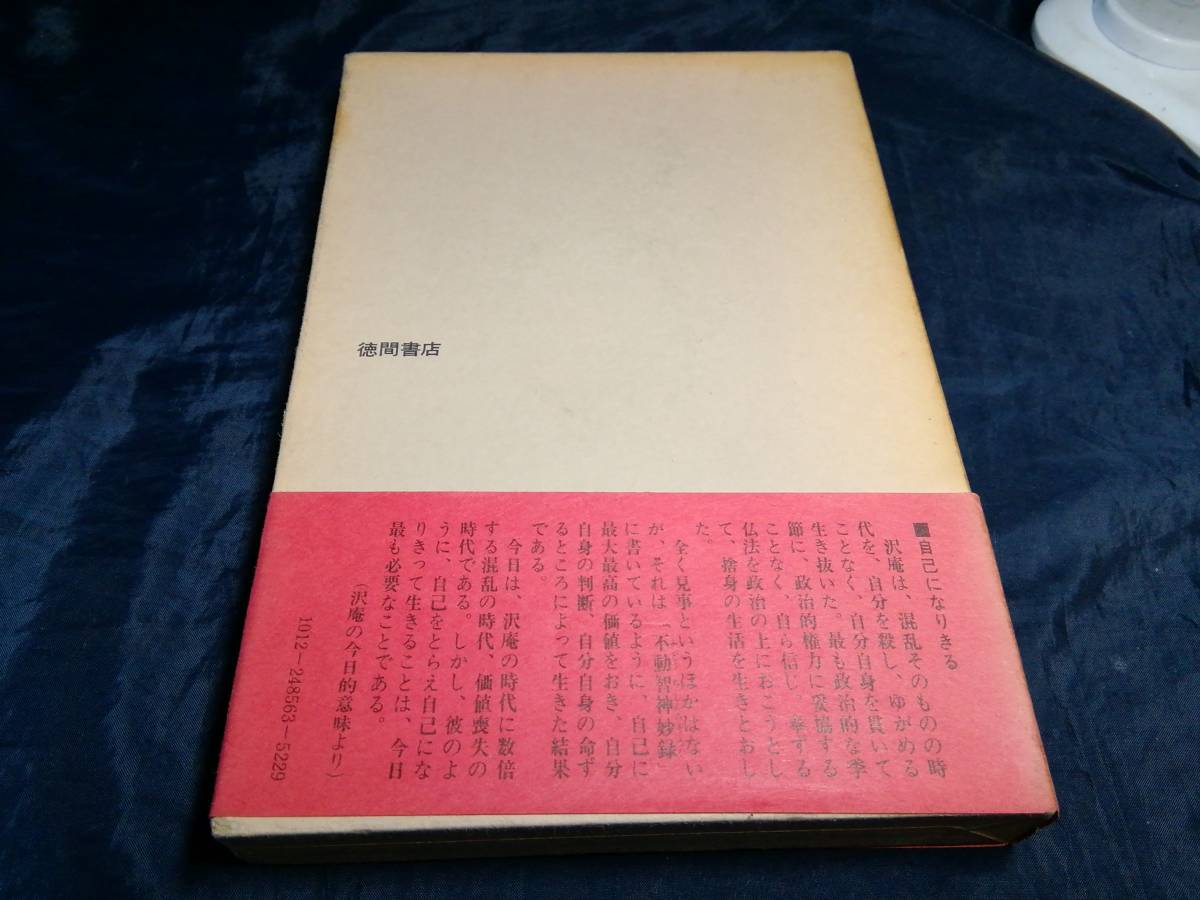 徳間書店
■自己になりきる
沢庵は、混乱そのものの時
代を、自分を殺し、ゆがめる
ことなく、自分自身を貫いて
生き抜いた。最も政治的な季
節に、政治的権力に妥協する
ことなく、自ら信じ、奉ずる
仏法を政治の上におこうとし
て、捨身の生活を生きとおし
た。
全く見事というほかはない
が、それは「不動智神妙録」
に書いているように、自己に
最大最高の価値をおき、自分
自身の判断、自分自身の命ず
るところによって生きた結果
である。
今日は、沢庵の時代に数倍
する混乱の時代、価値喪失の
時代である。しかし、彼のよ
うに、自己をとらえ自己にな
りきって生きることは、今日
最も必要なことである。
（沢庵の今日的意味より）
1012—248563—5229